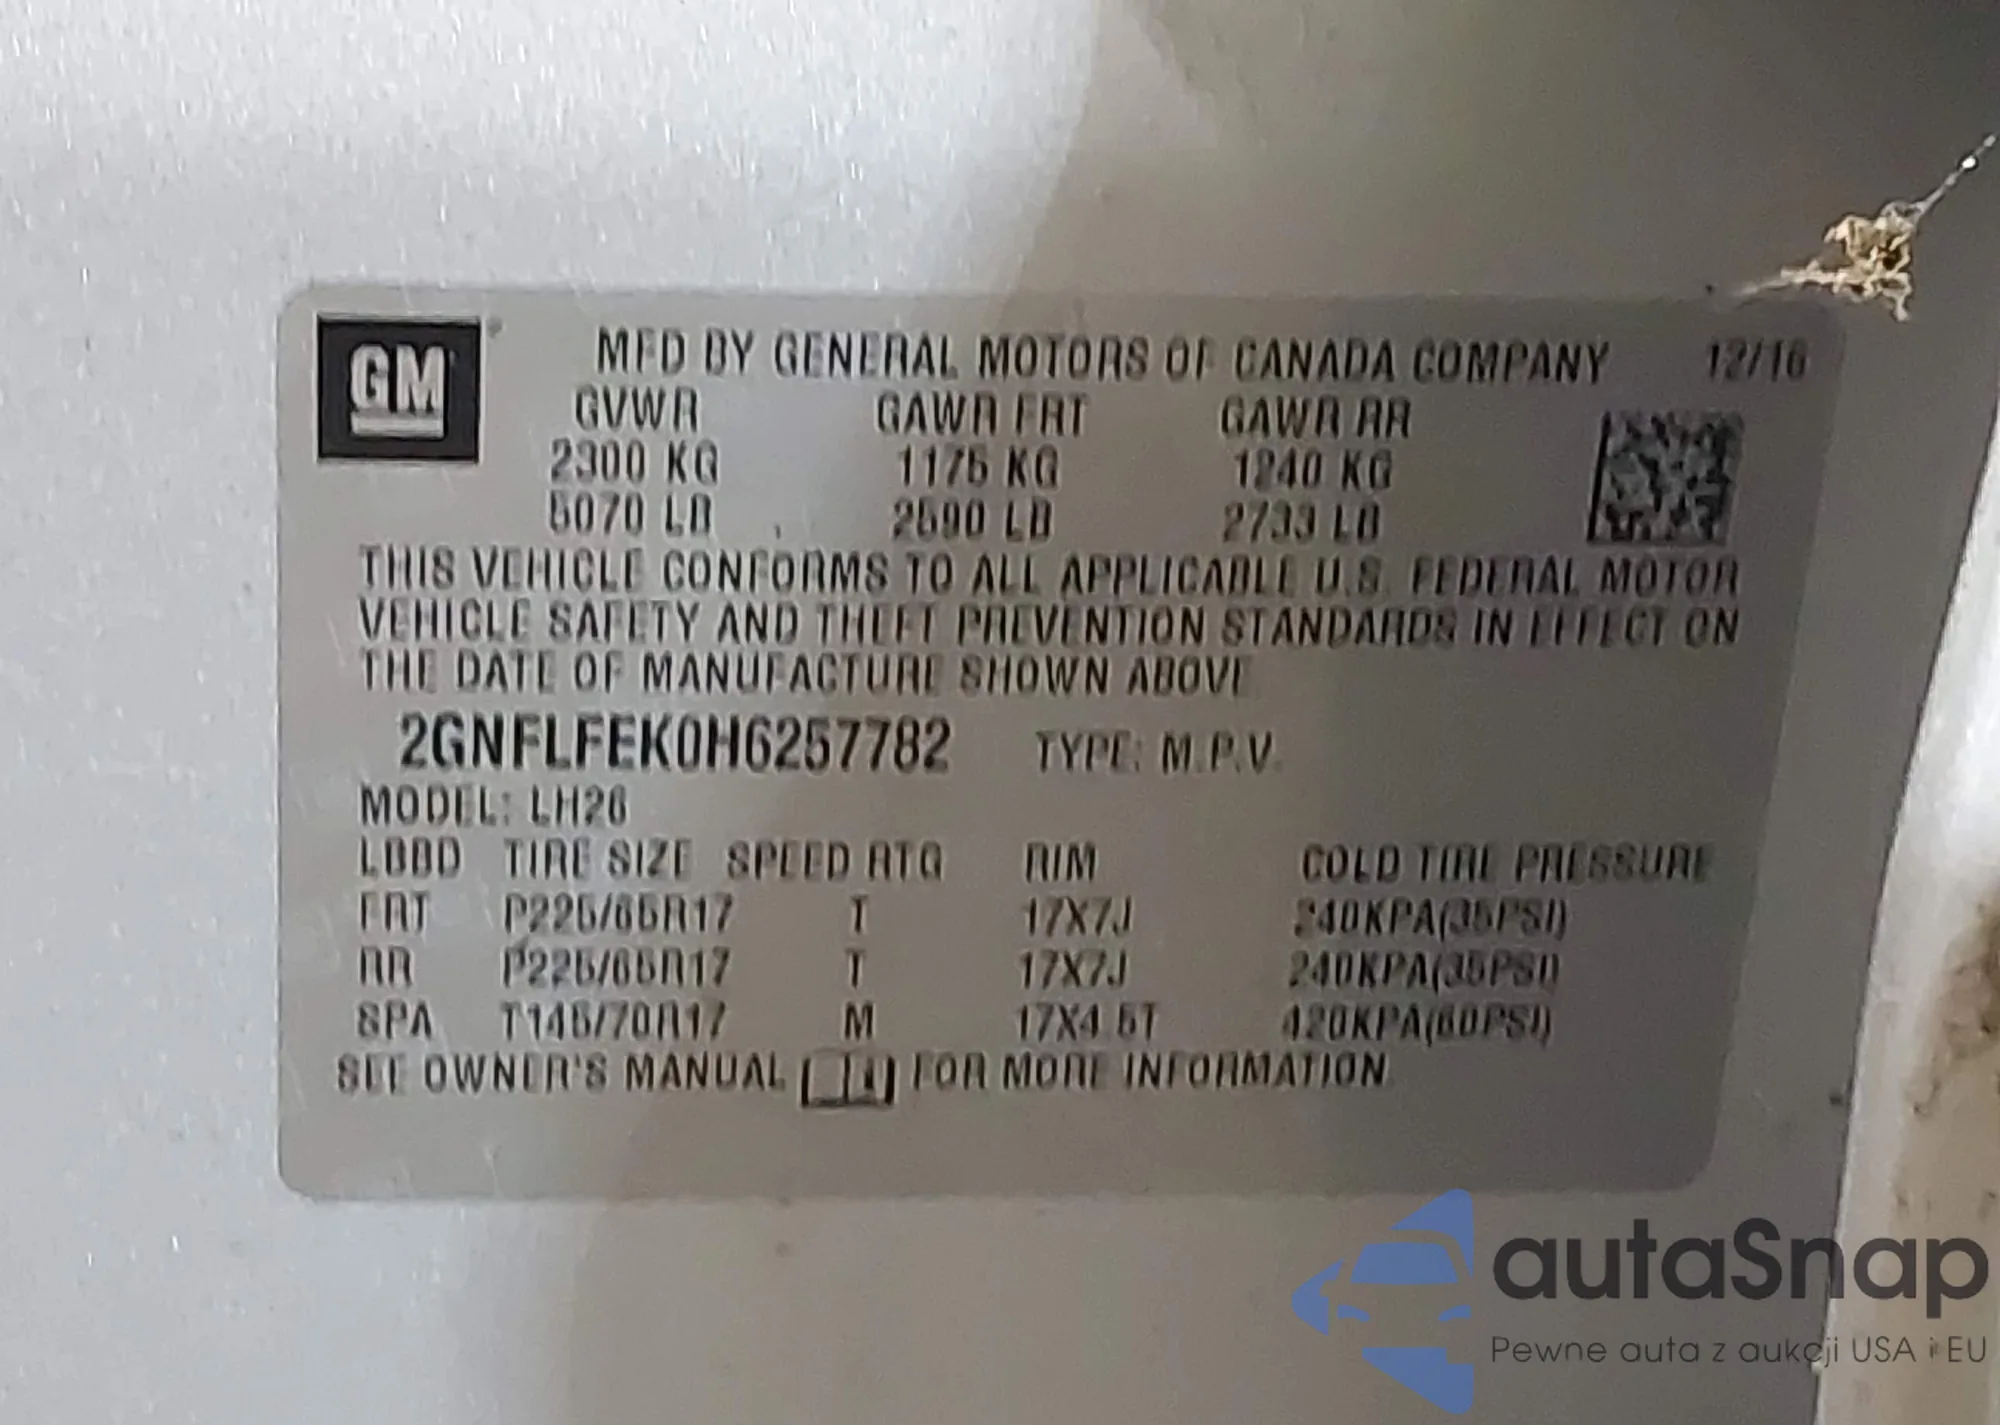 GM
MFD BY GENERAL MOTORS OF CANADA COMPANY 12/16
GVWR GAWR FRT GAWR RR
2300 KG 1175 KG 1240 KG
5070 LB 2590 LB 2733 LB
THIS VEHICLE CONFORMS TO ALL APPLICABLE U.S. FEDERAL MOTOR
VEHICLE SAFETY AND THEFT PREVENTION STANDARDS IN EFFECT ON
THE DATE OF MANUFACTURE SHOWN ABOVE
2GNFLFEK0H6257782 TYPE: M.P.V.
MODEL: LH26
TIRE SIZE SPEED RTG RIM COLD TIRE PRESSURE
FRT P225/65R17 T 17X7J 240KPA(35PSI)
RR P225/65R17 T 17X7J 240KPA(35PSI)
SPA T145/70R17 M 17X4.5T 420KPA(60PSI)
SEE OWNER'S MANUAL FOR MORE INFORMATION.
autaSnap
Pewne auta z aukcji USA i EU